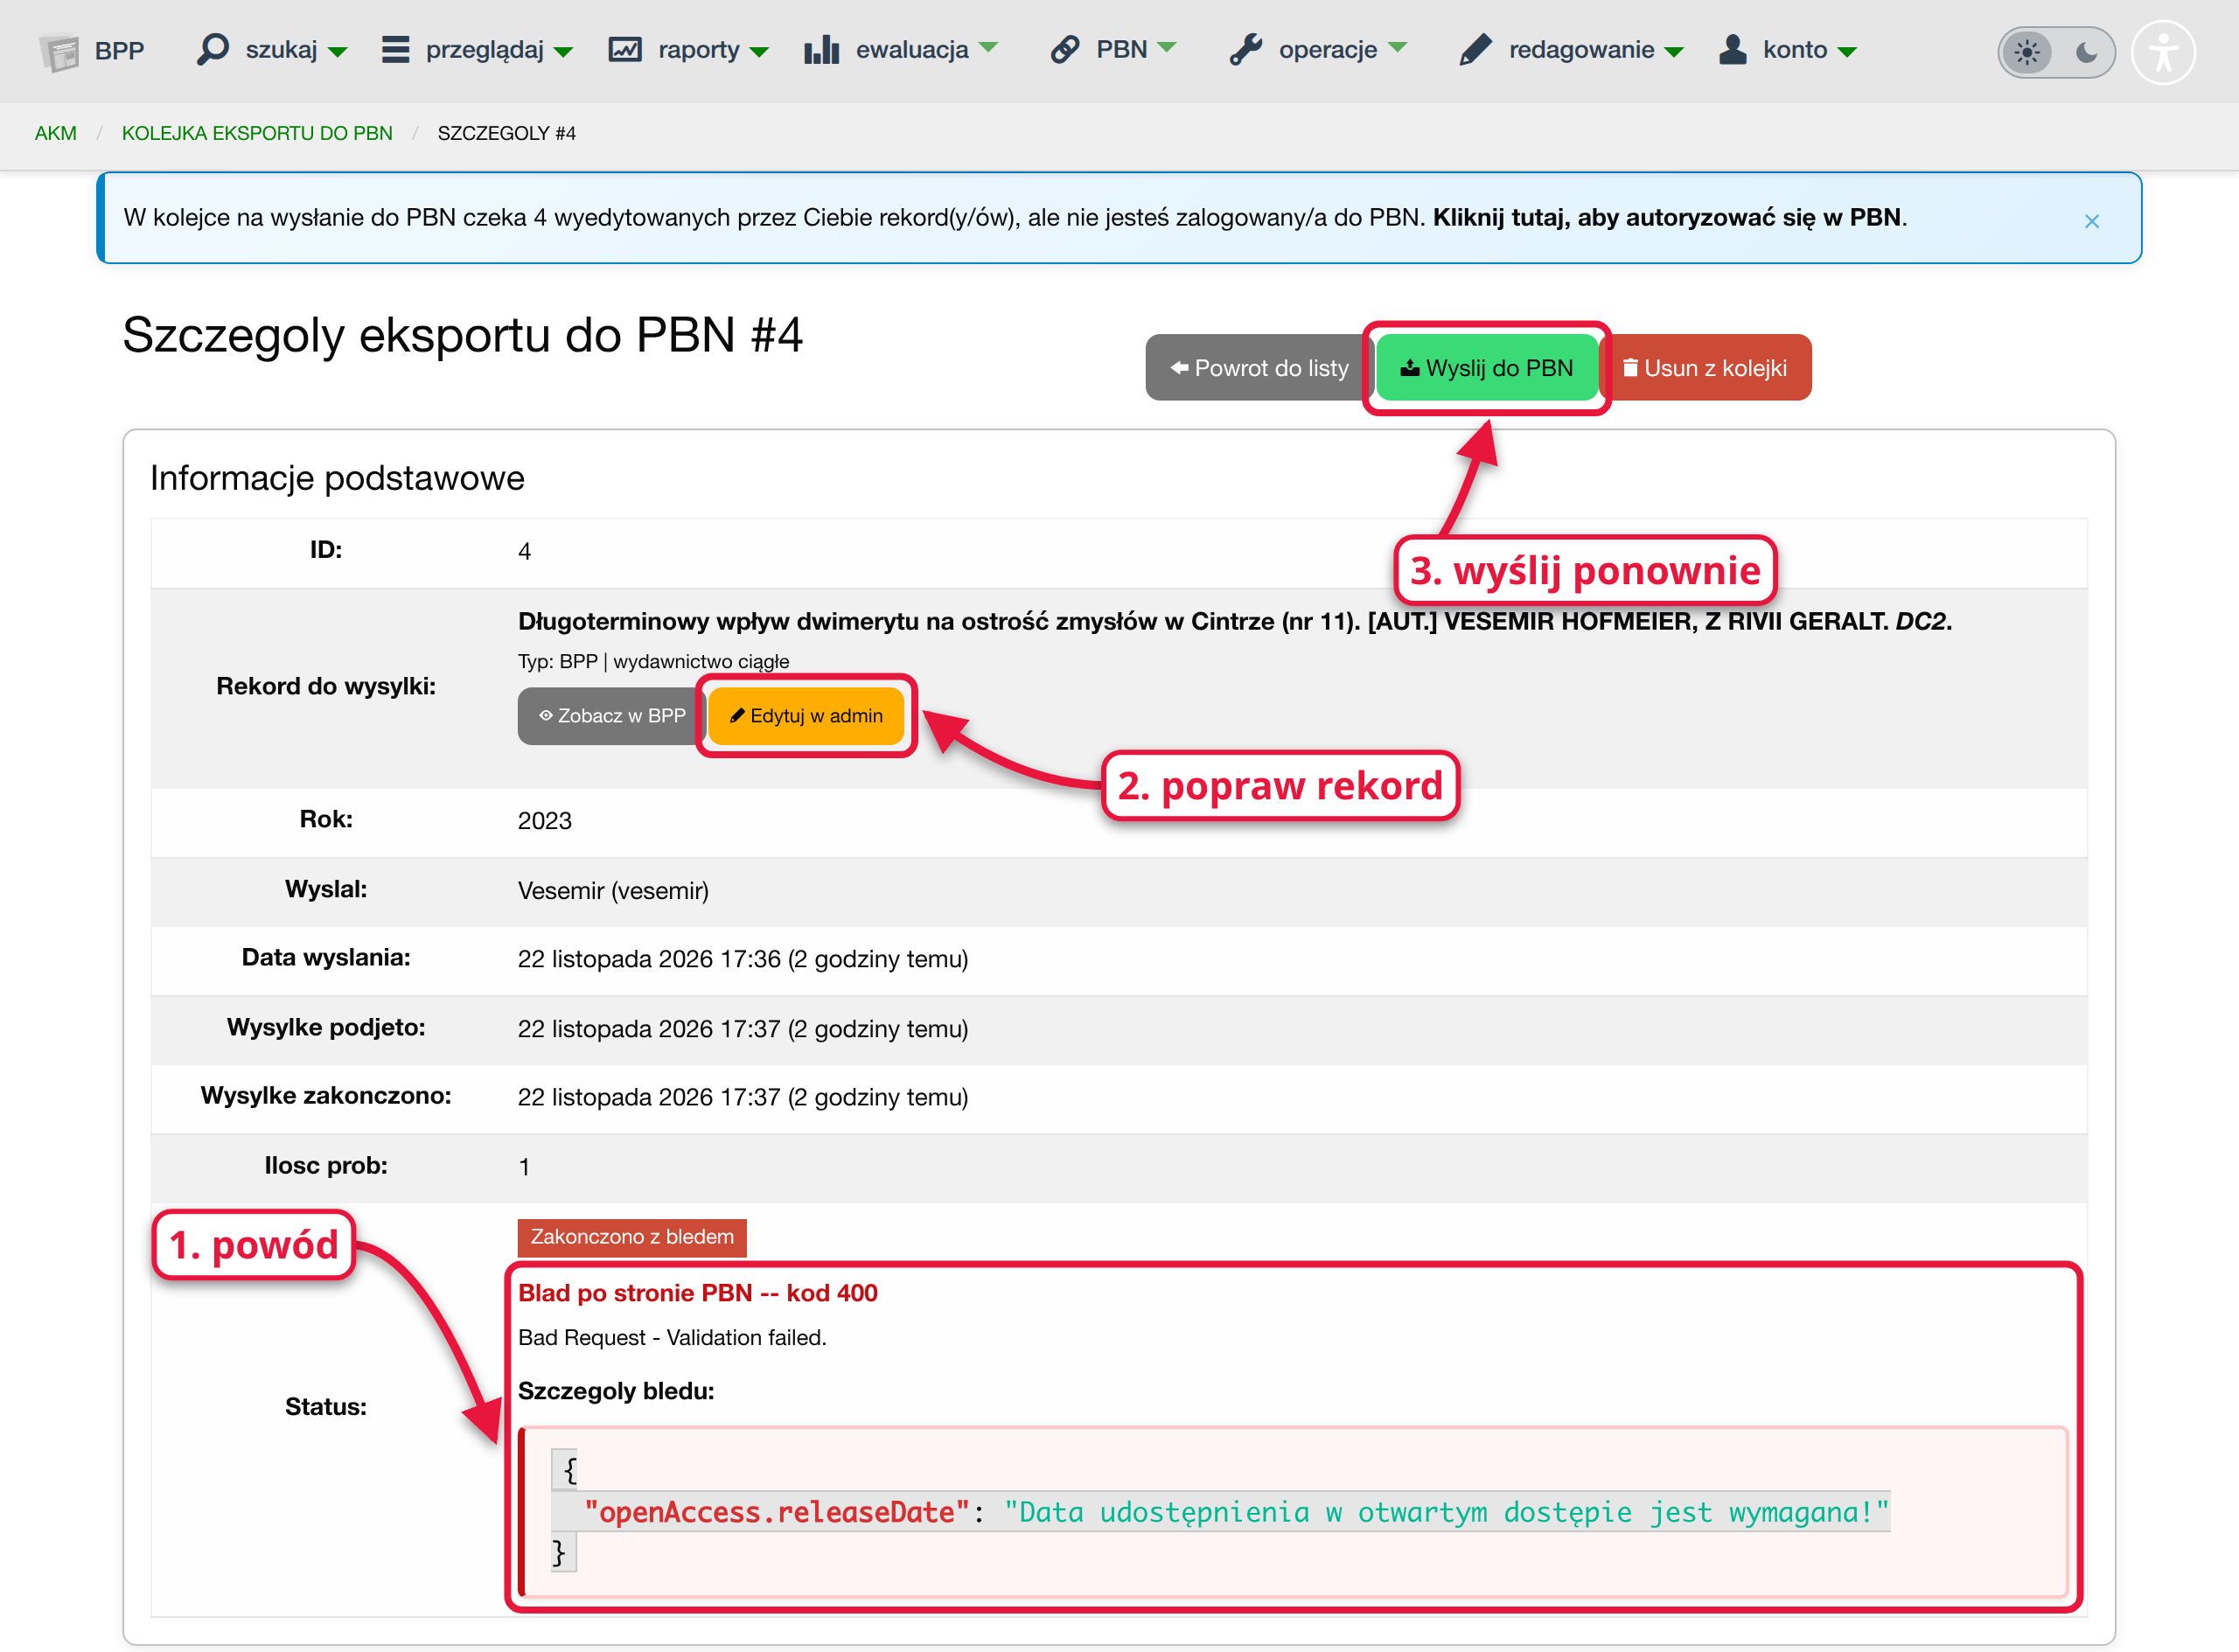 BPP szukaj przeglądaj raporty ewaluacja PBN operacje redagowanie konto
AKM / KOLEJKA EKSPORTU DO PBN / SZCZEGOLY #4
W kolejce na wysłanie do PBN czeka 4 wyedytowanych przez Ciebie rekord(y/ów), ale nie jesteś zalogowany/a do PBN. Kliknij tutaj, aby autoryzować się w PBN. ×
Szczegoly eksportu do PBN #4
Powrot do listy Wyslij do PBN Usun z kolejki
Informacje podstawowe
ID: 4
3. wyślij ponownie
Rekord do wysylki:
Długoterminowy wpływ dwimerytu na ostrość zmysłów w Cintrze (nr 11). [AUT.] VESEMIR HOFMEIER, Z RIVII GERALT. DC2.
Typ: BPP | wydawnictwo ciągłe
Zobacz w BPP Edytuj w admin
2. popraw rekord
Rok: 2023
Wyslal: Vesemir (vesemir)
Data wyslania: 22 listopada 2026 17:36 (2 godziny temu)
Wysylke podjeto: 22 listopada 2026 17:37 (2 godziny temu)
Wysylke zakonczono: 22 listopada 2026 17:37 (2 godziny temu)
Ilosc prob: 1
1. powód
Status:
Zakonczono z bledem
Blad po stronie PBN -- kod 400
Bad Request - Validation failed.
Szczegoly bledu:
{
"openAccess.releaseDate": "Data udostępnienia w otwartym dostępie jest wymagana!"
}